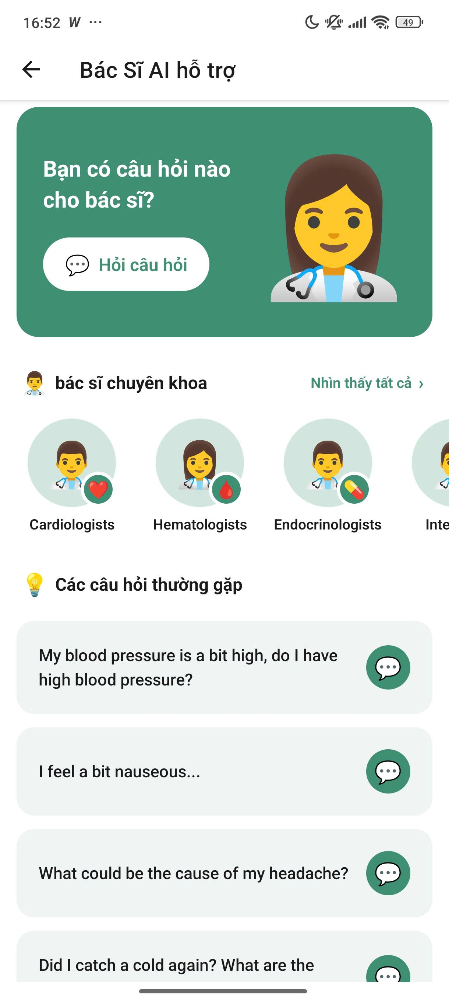 16:52 W ...
49
Bác Sĩ AI hỗ trợ
Bạn có câu hỏi nào
cho bác sĩ?
Hỏi câu hỏi
bác sĩ chuyên khoa
Nhìn thấy tất cả ›
Cardiologists
Hematologists
Endocrinologists
Inte
Các câu hỏi thường gặp
My blood pressure is a bit high, do I have
high blood pressure?
I feel a bit nauseous...
What could be the cause of my headache?
Did I catch a cold again? What are the